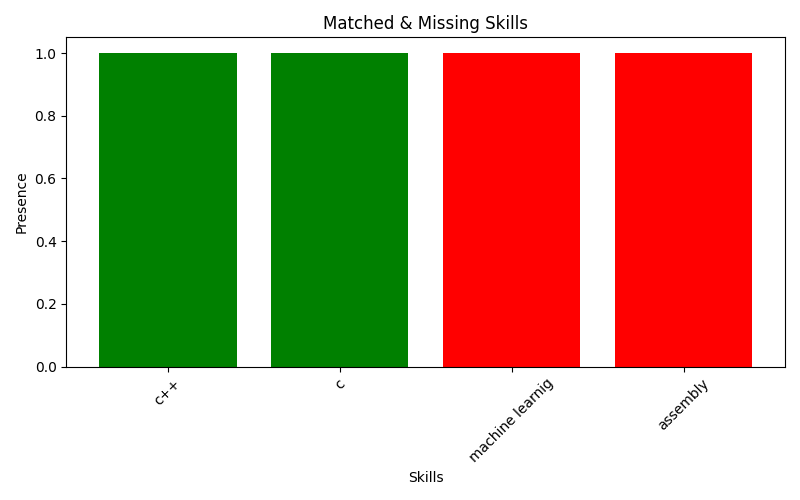 Matched & Missing Skills
Presence
1.0
0.8
0.6
0.4
0.2
0.0
c++
c
machine learnig
assembly
Skills